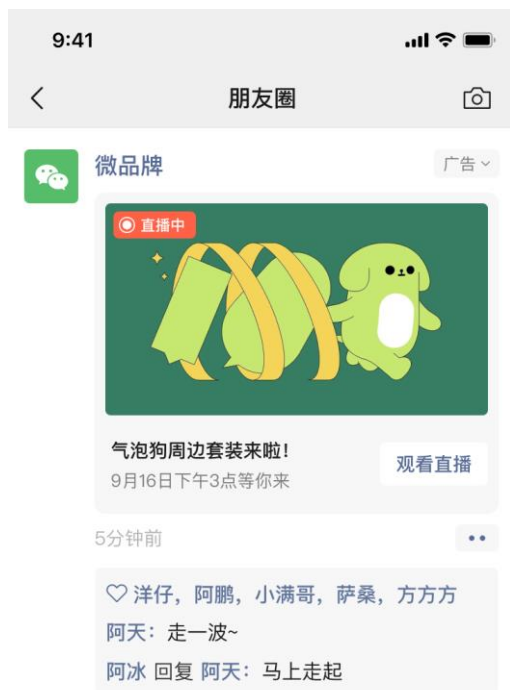 9:41
朋友圈
微品牌
广告
直播中
气泡狗周边套装来啦!
9月16日下午3点等你来
观看直播
5分钟前
洋仔，阿鹏，小满哥，萨桑，方方方
阿天：走一波~
阿冰 回复 阿天：马上走起